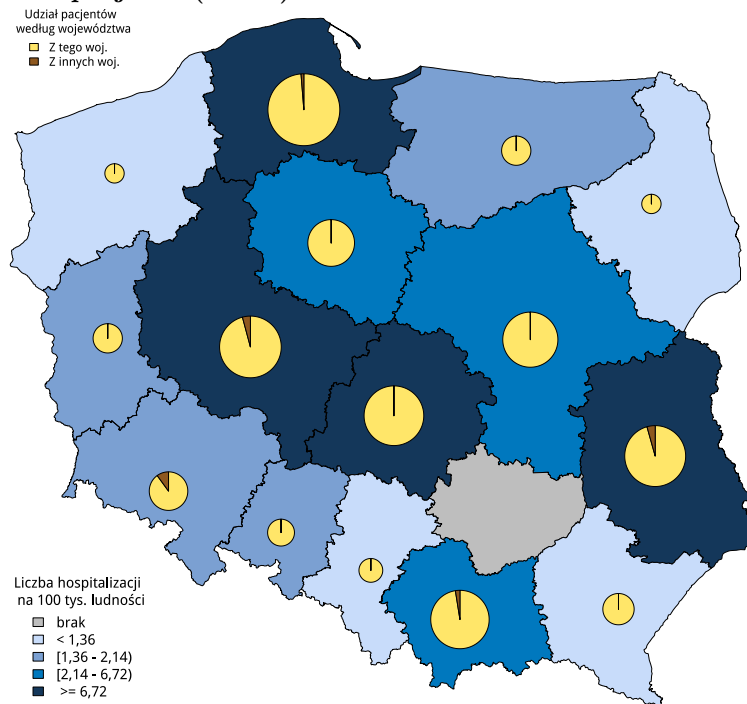 Udział pacjentów
według województwa
Z tego woj.
Z innych woj.
Liczba hospitalizacji
na 100 tys. ludności
brak
< 1,36
[1,36 - 2,14)
[2,14 - 6,72)
>= 6,72